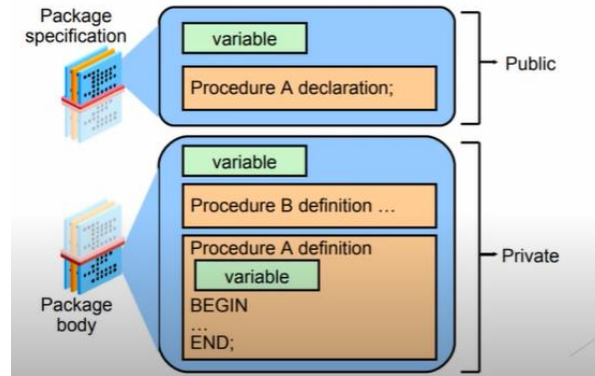 Package
specification
variable
Procedure A declaration;
Public
variable
Procedure B definition …
Procedure A definition
variable
BEGIN
…
END;
Private
Package
body